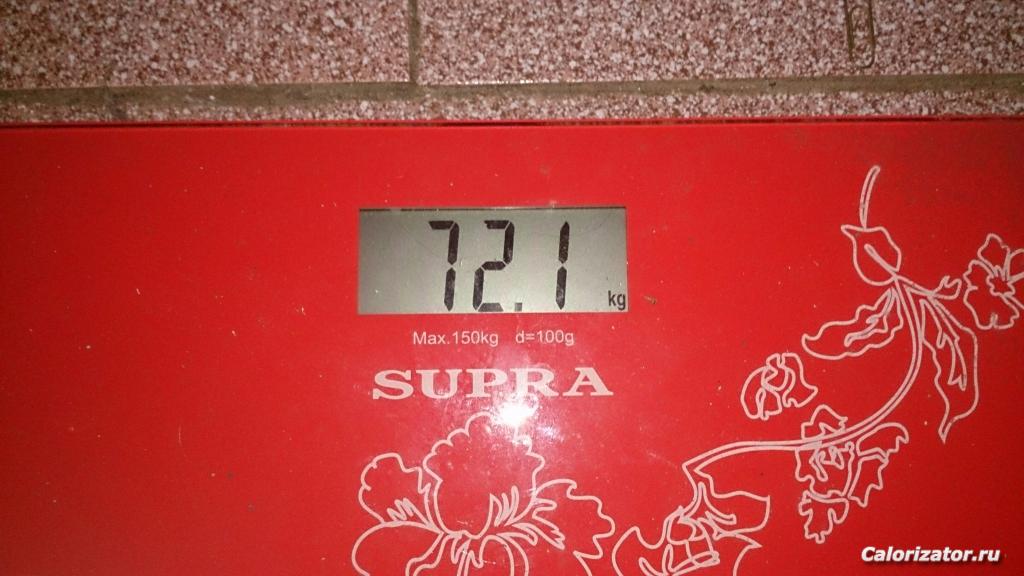 72.1 kg
Max.150kg d=100g
SUPRA
Calorizator.ru